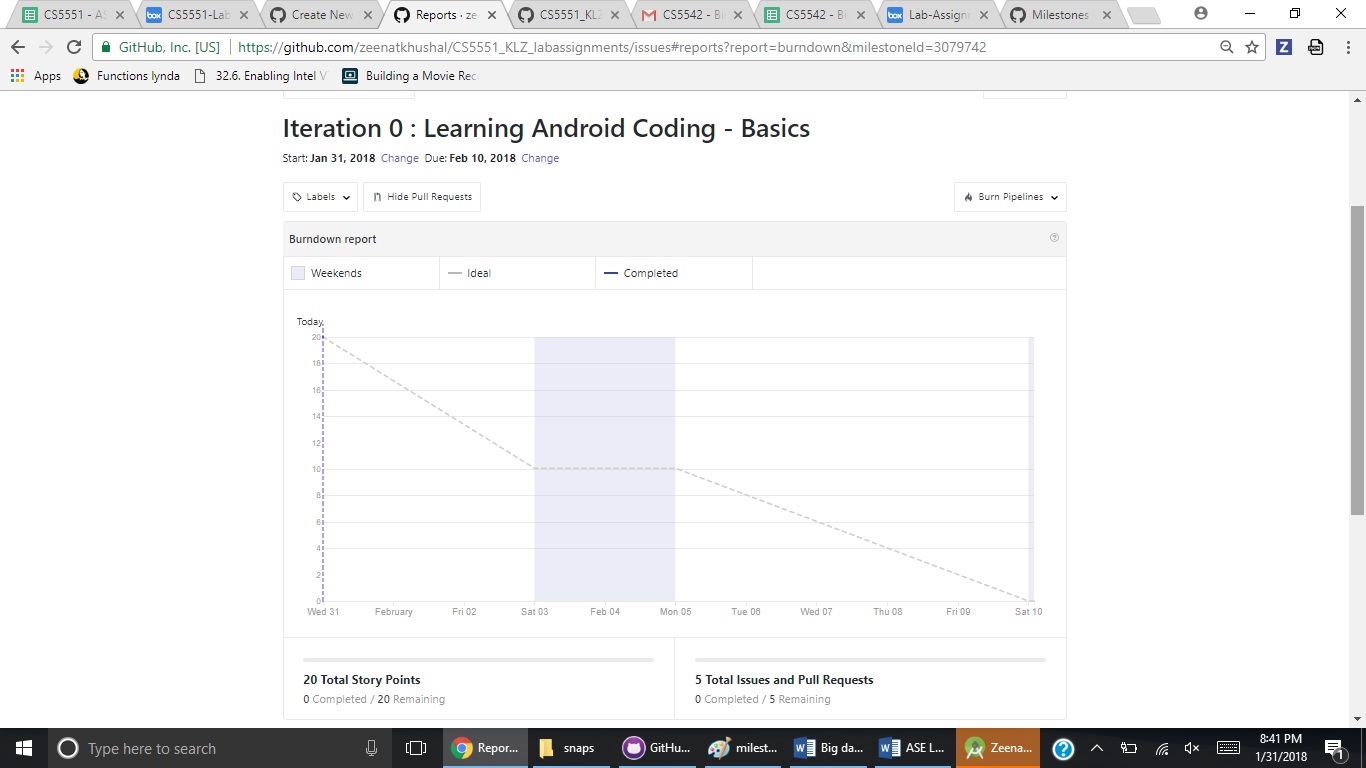 CS5551 - AS
CS5551-Lab
Create New
Reports · ze
CS5551_KLZ
CS5542 - Bi
CS5542 - B
Lab-Assign
Milestones
GitHub, Inc. [US] https://github.com/zeenatkhushal/CS5551_KLZ_labassignments/issues#reports?report=burndown&milestoneId=3079742
Apps Functions lynda 32.6. Enabling Intel V Building a Movie Rec
Iteration 0 : Learning Android Coding - Basics
Start: Jan 31, 2018 Change Due: Feb 10, 2018 Change
Labels Hide Pull Requests Burn Pipelines
Burndown report
Weekends Ideal Completed
Today
20
18
16
14
12
10
8
6
4
2
0
Wed 31 February Fri 02 Sat 03 Feb 04 Mon 05 Tue 06 Wed 07 Thu 08 Fri 09 Sat 10
20 Total Story Points
0 Completed / 20 Remaining
5 Total Issues and Pull Requests
0 Completed / 5 Remaining
Type here to search
Repor...
snaps
GitHu...
milest...
Big da...
ASE L...
Zeena...
8:41 PM
1/31/2018
1